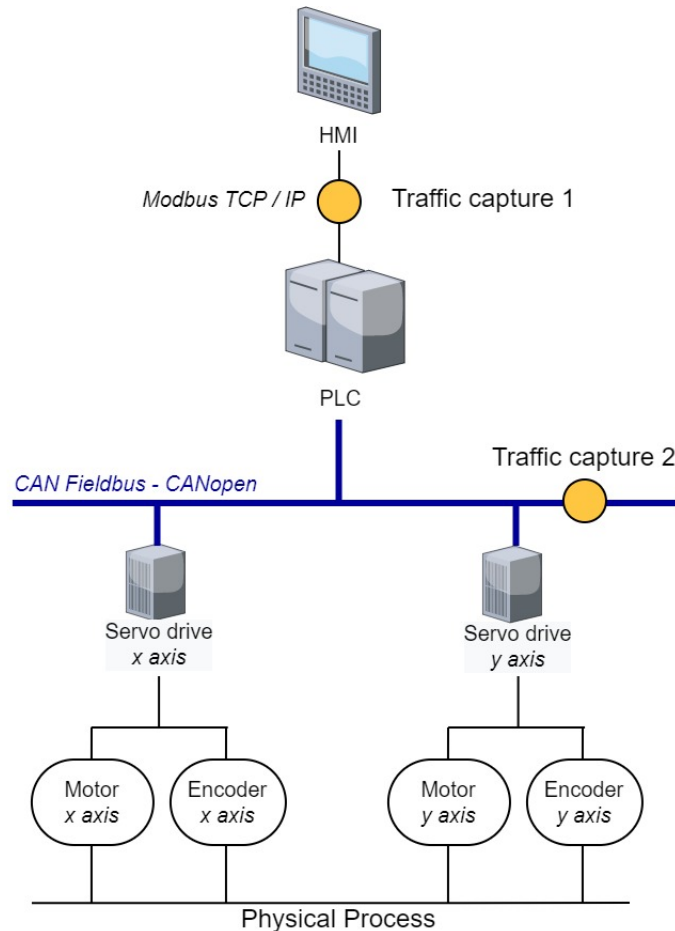 HMI
Modbus TCP / IP
Traffic capture 1
PLC
Traffic capture 2
CAN Fieldbus - CANopen
Servo drive
x axis
Servo drive
y axis
Motor
x axis
Encoder
x axis
Motor
y axis
Encoder
y axis
Physical Process